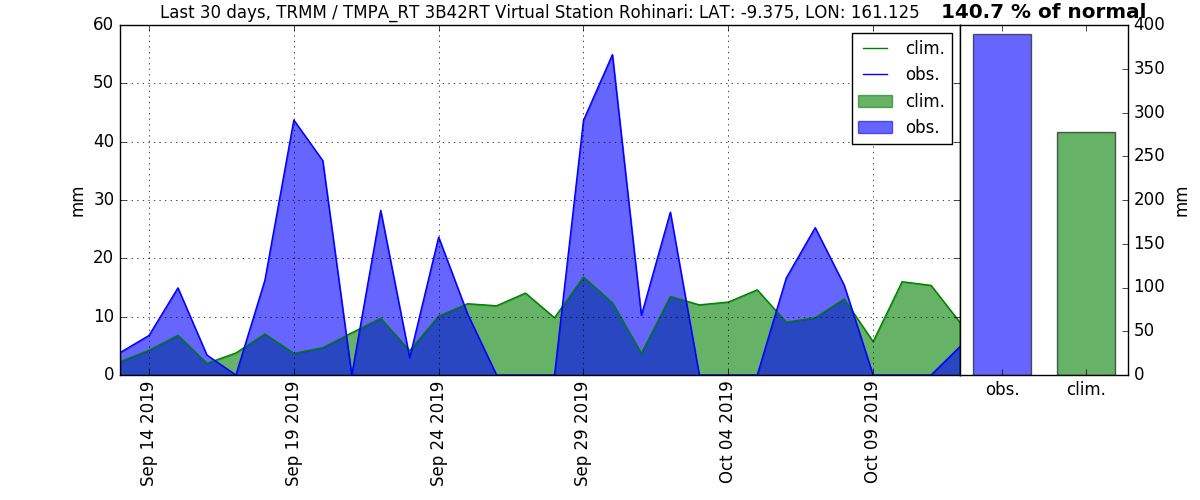 Last 30 days, TRMM / TMPA_RT 3B42RT Virtual Station Rohinari: LAT: -9.375, LON: 161.125
140.7 % of normal
60
50
40
30
20
10
0
mm
clim.
obs.
clim.
obs.
400
350
300
250
200
150
100
50
0
mm
obs.
clim.
Sep 14 2019
Sep 19 2019
Sep 24 2019
Sep 29 2019
Oct 04 2019
Oct 09 2019